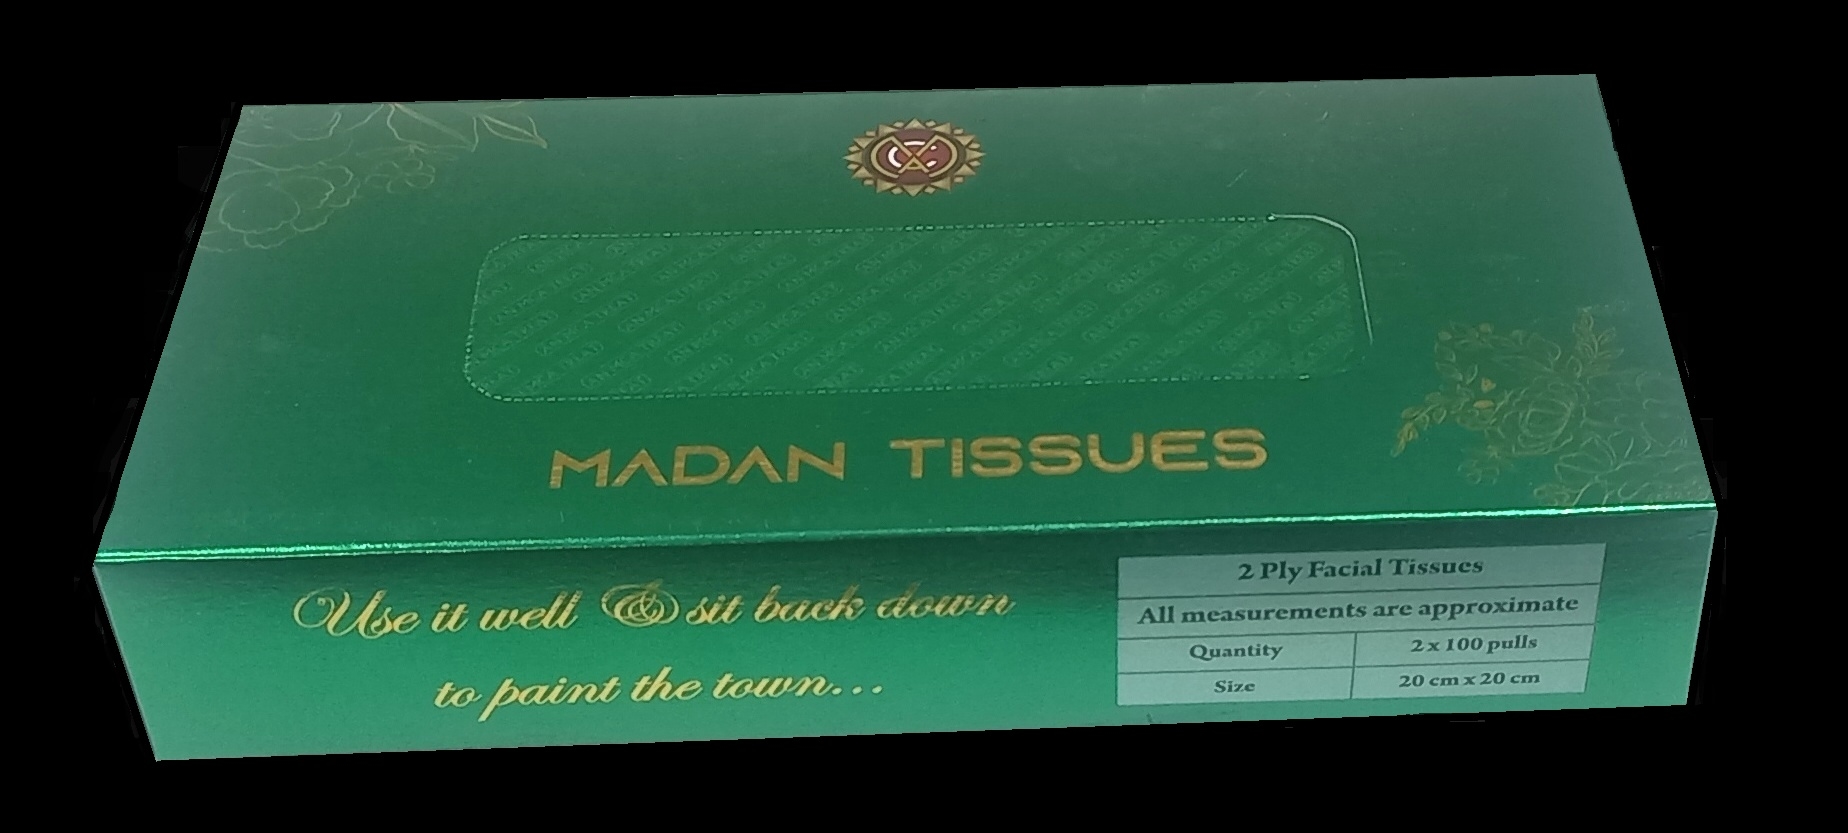 MADAN TISSUES
Use it well & sit back down
to paint the town...
2 Ply Facial Tissues
All measurements are approximate
Quantity 2 x 100 pulls
Size 20 cm x 20 cm